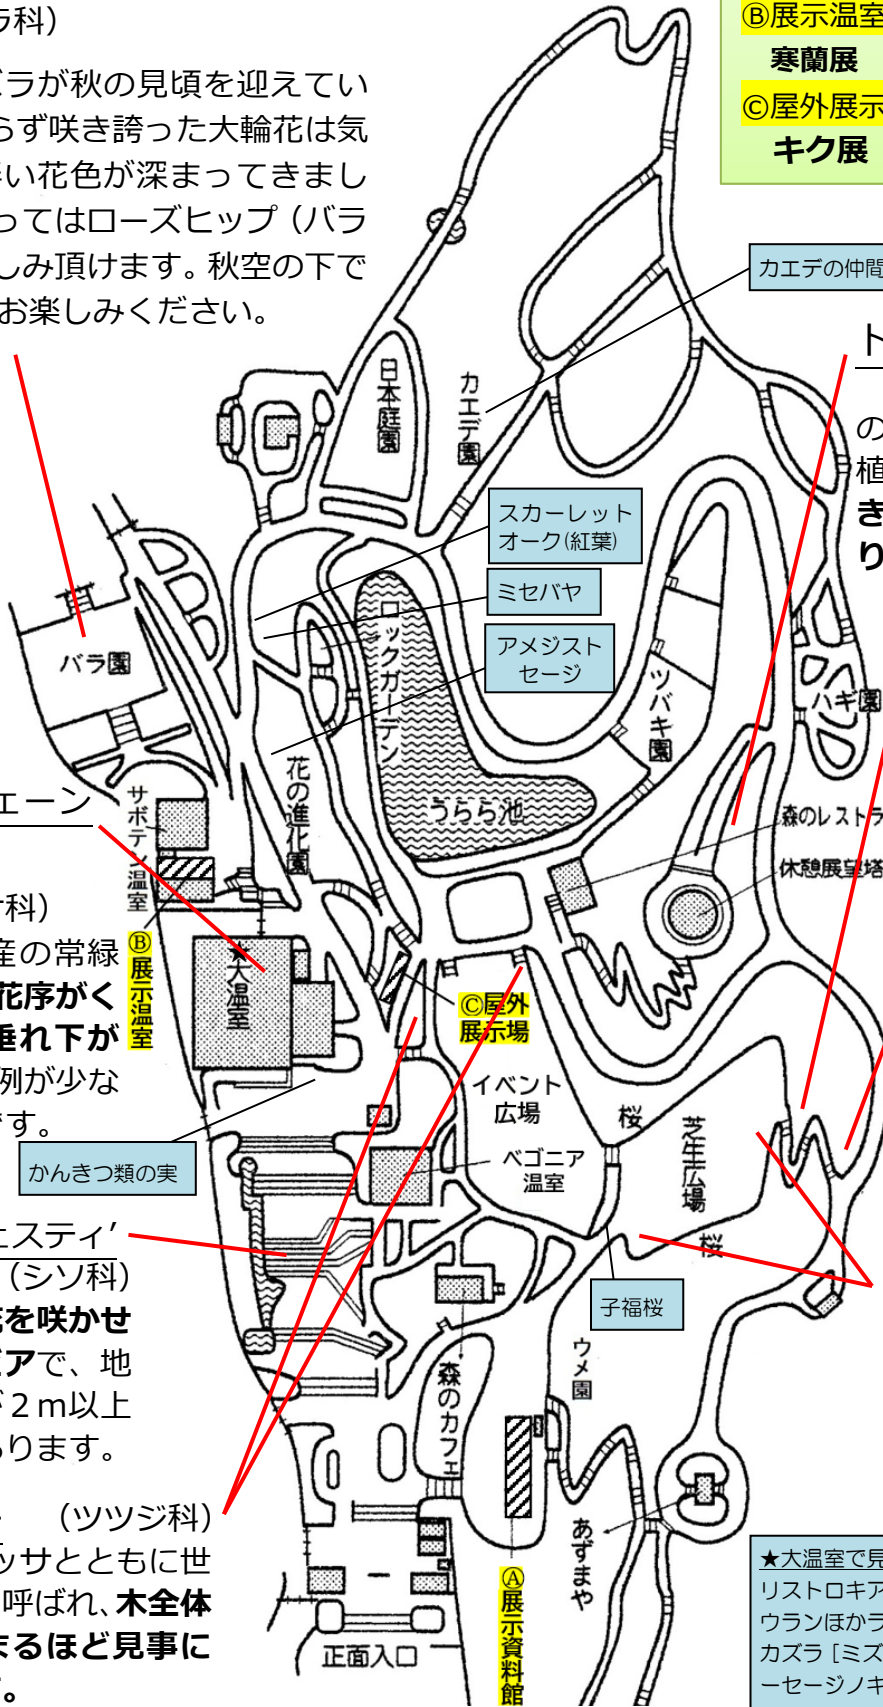 ラ科）
バラが秋の見頃を迎えてい
らず咲き誇った大輪花は気
い花色が深まってきまし
ってはローズヒップ（バラ
しみ頂けます。秋空の下で
お楽しみください。
Ⓑ展示温室
寒蘭展
Ⓒ屋外展示
キク展
カエデの仲間
ト
の
植
き
り
日本庭園
カエデ園
スカーレット
オーク(紅葉)
ミセバヤ
アメジスト
セージ
ロックガーデン
ツバキ園
ハギ園
バラ園
花の進化園
うらら池
森のレストラ
休憩展望塔
サボテン温室
ェーン
科）
産の常緑
花序がく
垂れ下が
例が少な
です。
Ⓑ展示温室
★大温室
Ⓒ屋外
展示場
イベント
広場
桜
芝生広場
ベゴニア
温室
桜
かんきつ類の実
ェスティ’
（シソ科）
花を咲かせ
ビアで、地
が２ｍ以上
あります。
子福桜
ウメ園
森のカフェ
（ツツジ科）
ッサとともに世
呼ばれ、木全体
まるほど見事に
す。
あずまや
Ⓐ展示資料館
正面入口
★大温室で見
リストロキア
ウランほかラ
カズラ［ミズ
ーセージノキ